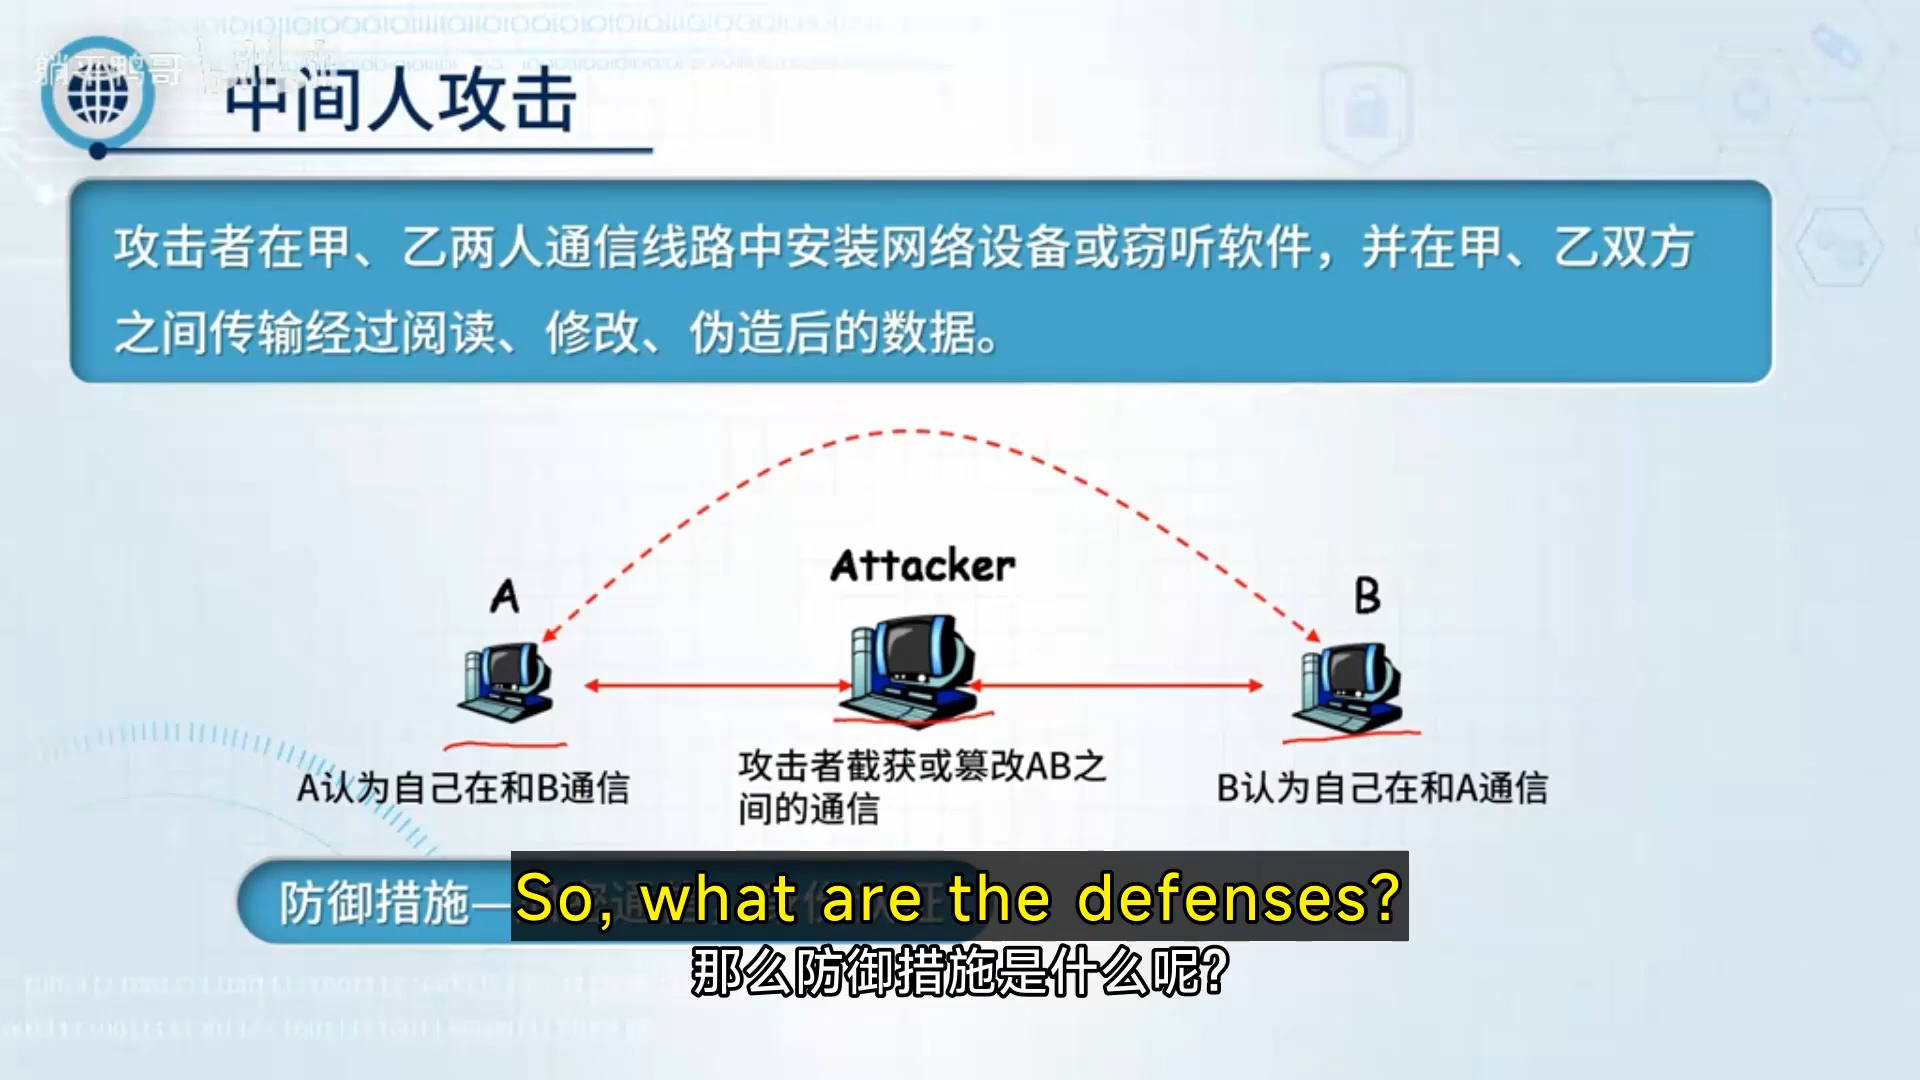 躺平鸭哥
中间人攻击
攻击者在甲、乙两人通信线路中安装网络设备或窃听软件，并在甲、乙双方
之间传输经过阅读、修改、伪造后的数据。
Attacker
A
B
A认为自己在和B通信
攻击者截获或篡改AB之
间的通信
B认为自己在和A通信
防御措施—
So, what are the defenses?
那么防御措施是什么呢?